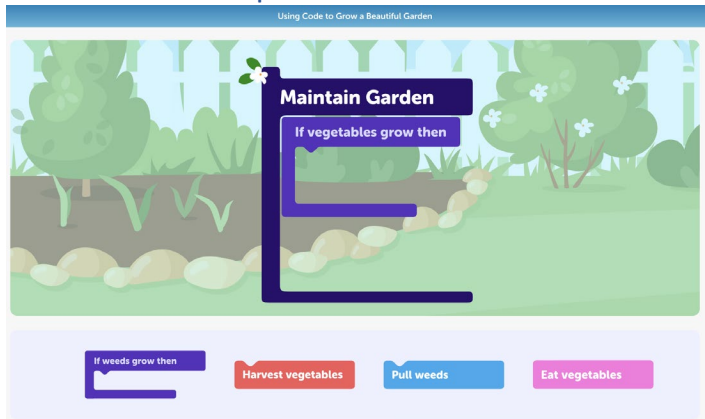 Using Code to Grow a Beautiful Garden
Maintain Garden
If vegetables grow then
If weeds grow then
Harvest vegetables
Pull weeds
Eat vegetables